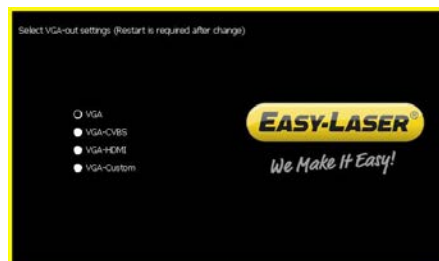 Select VGA-out settings (Restart is required after change)
VGA
VGA-CVBS
VGA-HDMI
VGA-Custom
EASY-LASER®
We Make It Easy!